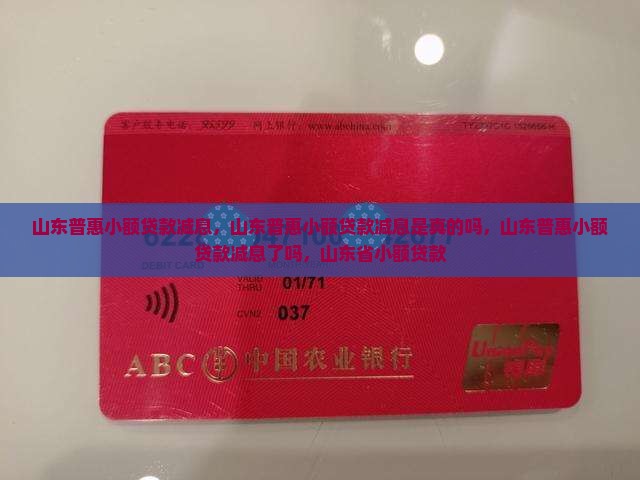 客户服务电话：95599 网上银行：www.abchina.com
山东普惠小额贷款减息，山东普惠小额贷款减息是真的吗，山东普惠小额
贷款减息了吗，山东省小额贷款
DEBIT CARD
VALID THRU 01/71
CVN2 037
ABC 中国农业银行
UnionPay
银联